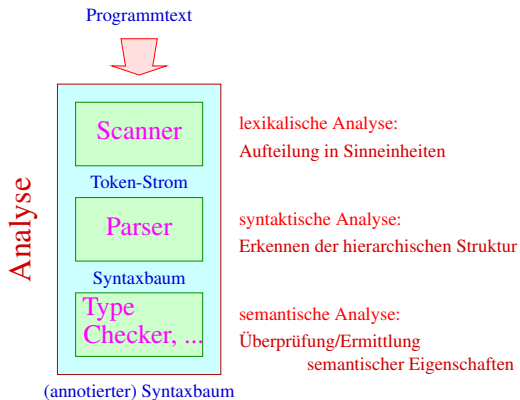 Programmtext
Analyse
Scanner
lexikalische Analyse:
Aufteilung in Sinneinheiten
Token-Strom
Parser
syntaktische Analyse:
Erkennen der hierarchischen Struktur
Syntaxbaum
Type
Checker, ...
semantische Analyse:
Überprüfung/Ermittlung
semantischer Eigenschaften
(annotierter) Syntaxbaum